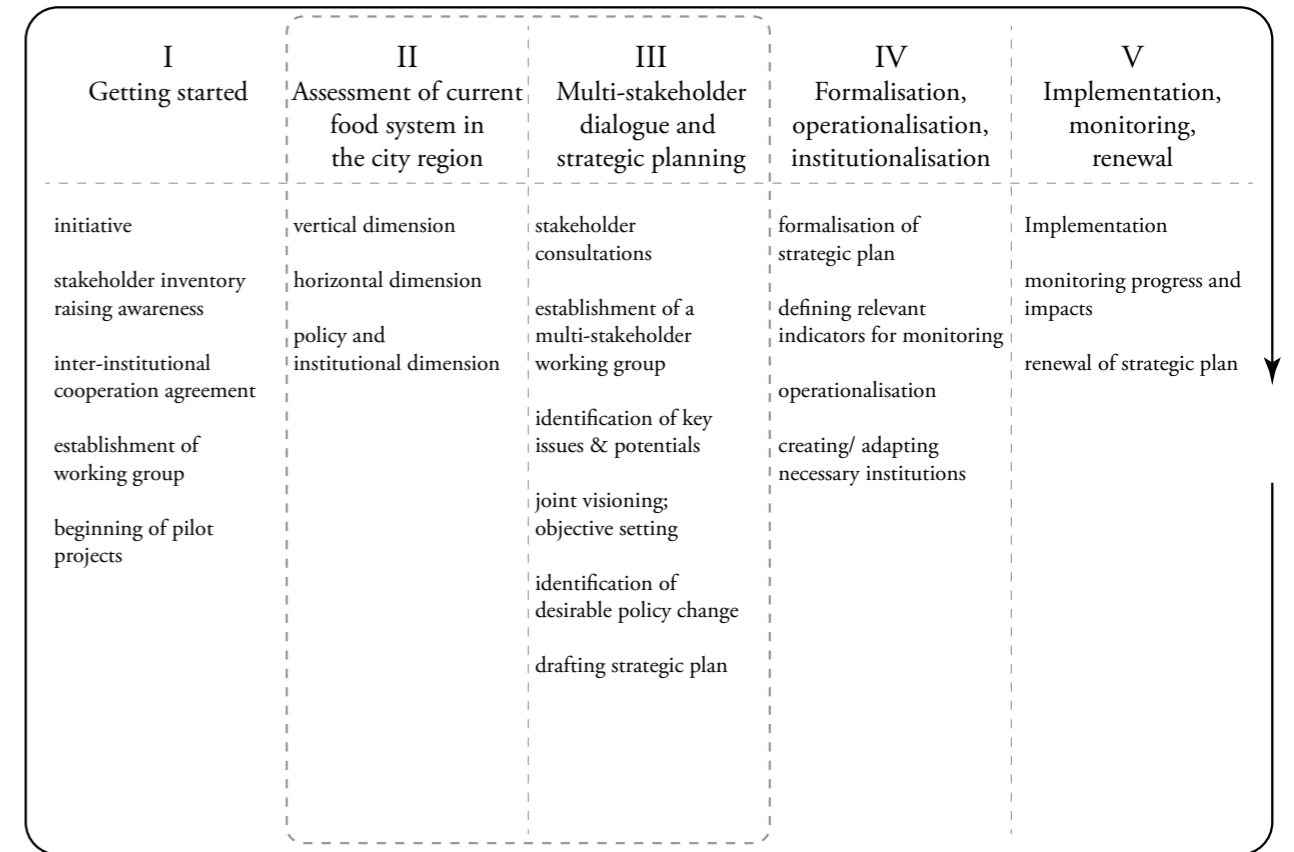 I
Getting started
initiative
stakeholder inventory
raising awareness
inter-institutional
cooperation agreement
establishment of
working group
beginning of pilot
projects
II
Assessment of current
food system in
the city region
vertical dimension
horizontal dimension
policy and
institutional dimension
III
Multi-stakeholder
dialogue and
strategic planning
stakeholder
consultations
establishment of a
multi-stakeholder
working group
identification of key
issues & potentials
joint visioning;
objective setting
identification of
desirable policy change
drafting strategic plan
IV
Formalisation,
operationalisation,
institutionalisation
formalisation of
strategic plan
defining relevant
indicators for monitoring
operationalisation
creating/ adapting
necessary institutions
V
Implementation,
monitoring,
renewal
Implementation
monitoring progress and
impacts
renewal of strategic plan